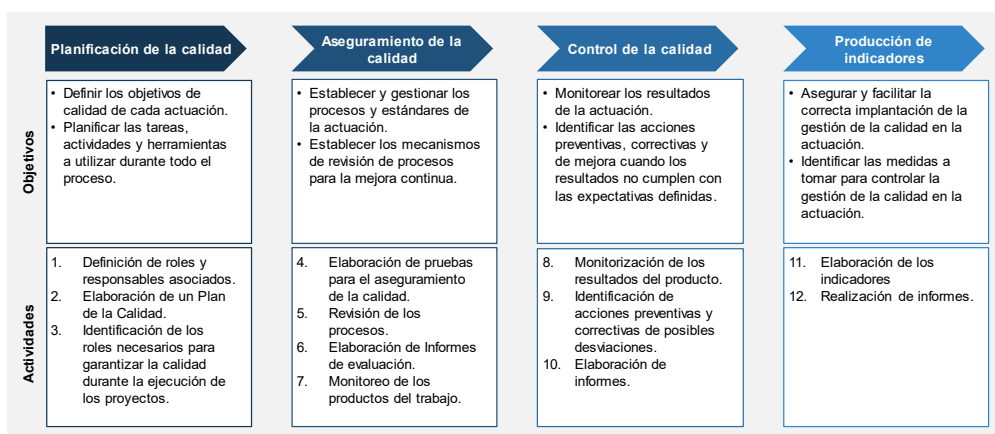 Planificación de la calidad
Aseguramiento de la
calidad
Control de la calidad
Producción de
indicadores
Objetivos
• Definir los objetivos de
calidad de cada actuación.
• Planificar las tareas,
actividades y herramientas
a utilizar durante todo el
proceso.
• Establecer y gestionar los
procesos y estándares de
la actuación.
• Establecer los mecanismos
de revisión de procesos
para la mejora continua.
• Monitorear los resultados
de la actuación.
• Identificar las acciones
preventivas, correctivas y
de mejora cuando los
resultados no cumplen con
las expectativas definidas.
• Asegurar y facilitar la
correcta implantación de la
gestión de la calidad en la
actuación.
• Identificar las medidas a
tomar para controlar la
gestión de la calidad en la
actuación.
Actividades
1. Definición de roles y
responsables asociados.
2. Elaboración de un Plan
de la Calidad.
3. Identificación de los
roles necesarios para
garantizar la calidad
durante la ejecución de
los proyectos.
4. Elaboración de pruebas
para el aseguramiento
de la calidad.
5. Revisión de los
procesos.
6. Elaboración de Informes
de evaluación.
7. Monitoreo de los
productos del trabajo.
8. Monitorización de los
resultados del producto.
9. Identificación de
acciones preventivas y
correctivas de posibles
desviaciones.
10. Elaboración de
informes.
11. Elaboración de los
indicadores
12. Realización de informes.